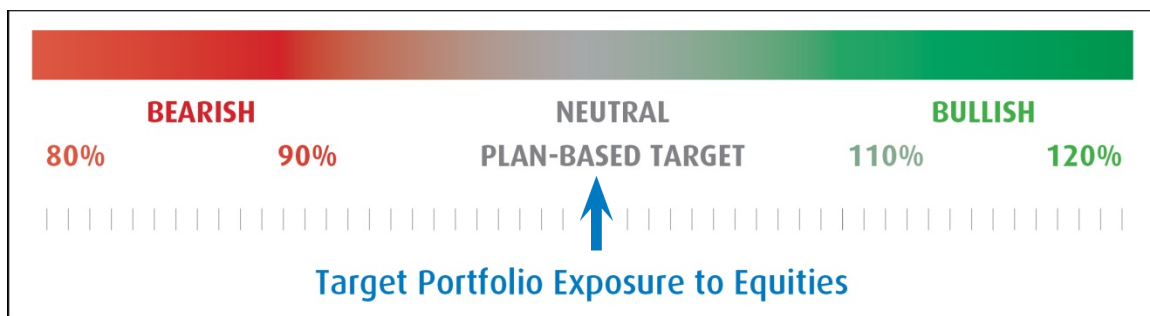 BEARISH NEUTRAL BULLISH
80% 90% PLAN-BASED TARGET 110% 120%
Target Portfolio Exposure to Equities